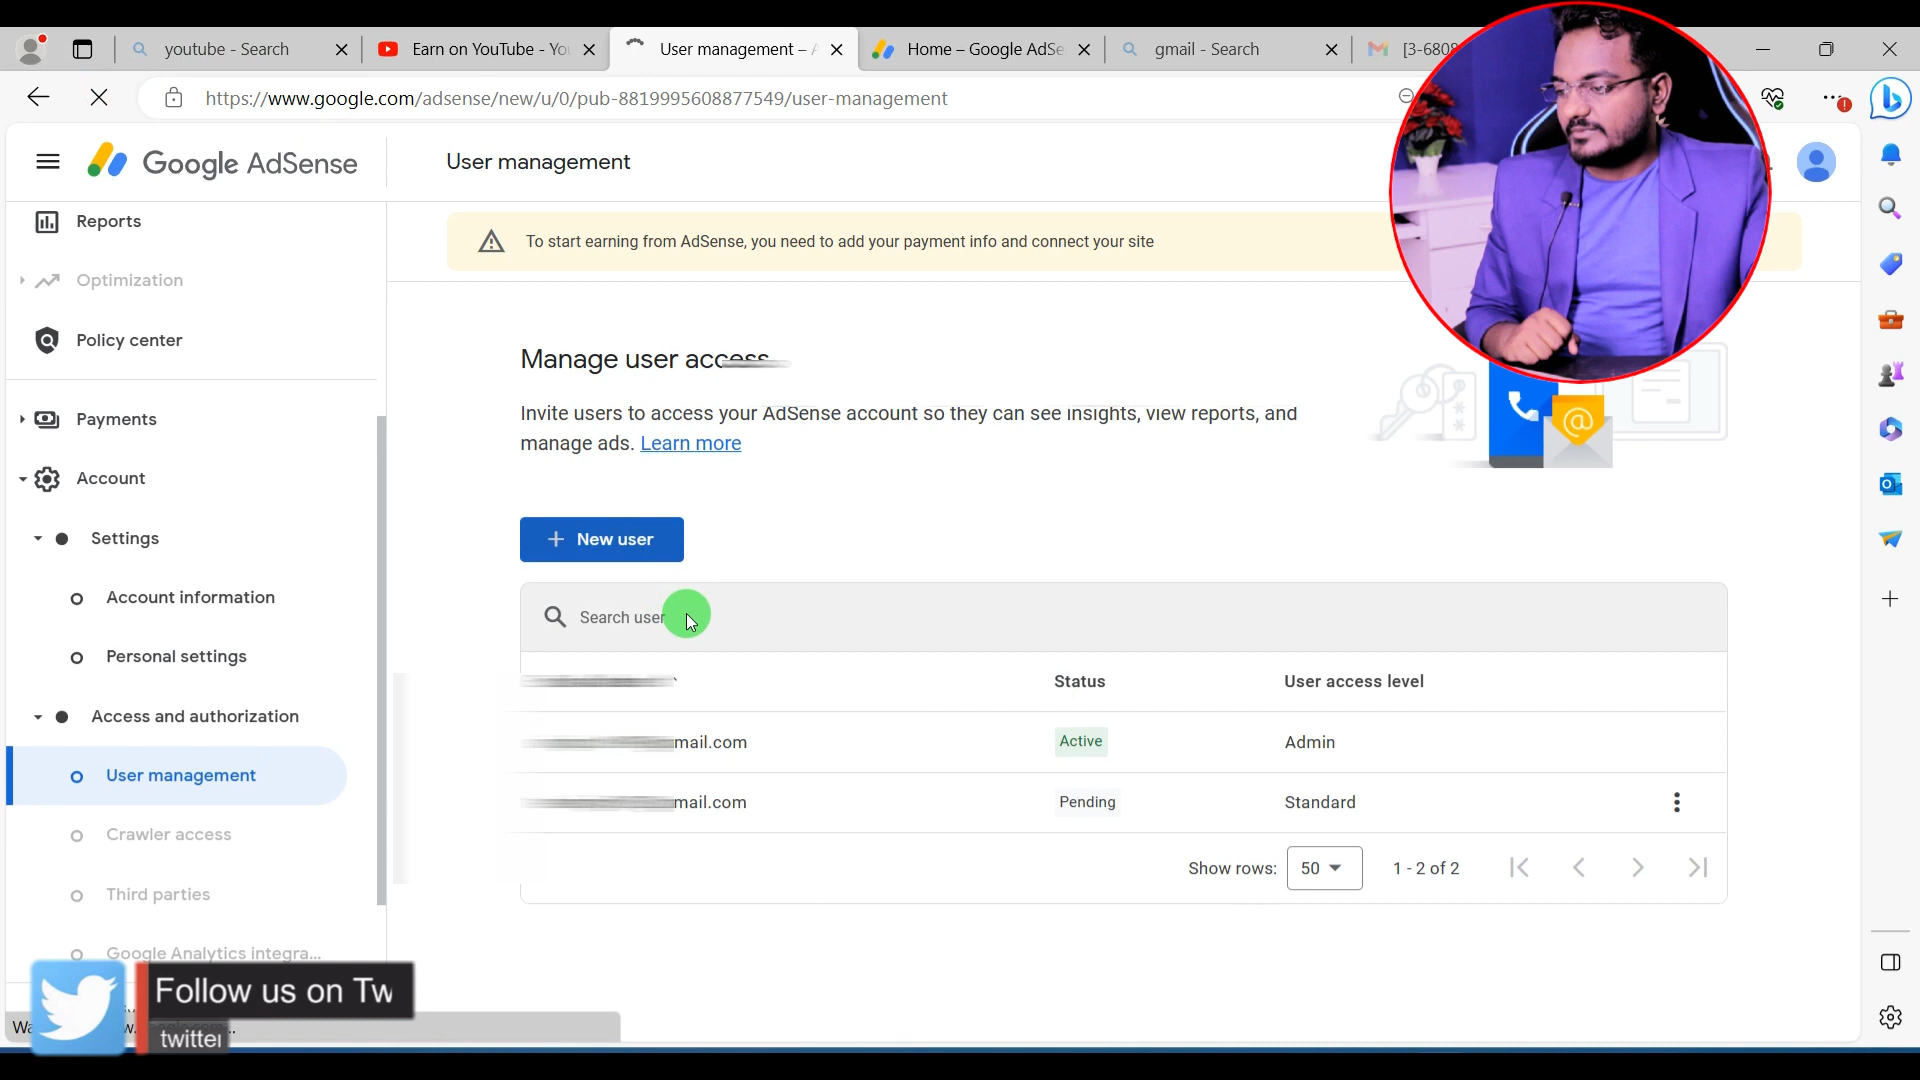 youtube - Search
Earn on YouTube - Yo
User management – A
Home – Google AdSe
gmail - Search
[3-6808
https://www.google.com/adsense/new/u/0/pub-8819995608877549/user-management
Google AdSense
User management
Reports
Optimization
Policy center
Payments
Account
Settings
Account information
Personal settings
Access and authorization
User management
Crawler access
Third parties
Google Analytics integra...
To start earning from AdSense, you need to add your payment info and connect your site
Manage user access
Invite users to access your AdSense account so they can see insights, view reports, and
manage ads. Learn more
+ New user
Search user
Status
User access level
mail.com
Active
Admin
mail.com
Pending
Standard
Show rows:
50
1 - 2 of 2
Follow us on Tw
twitter